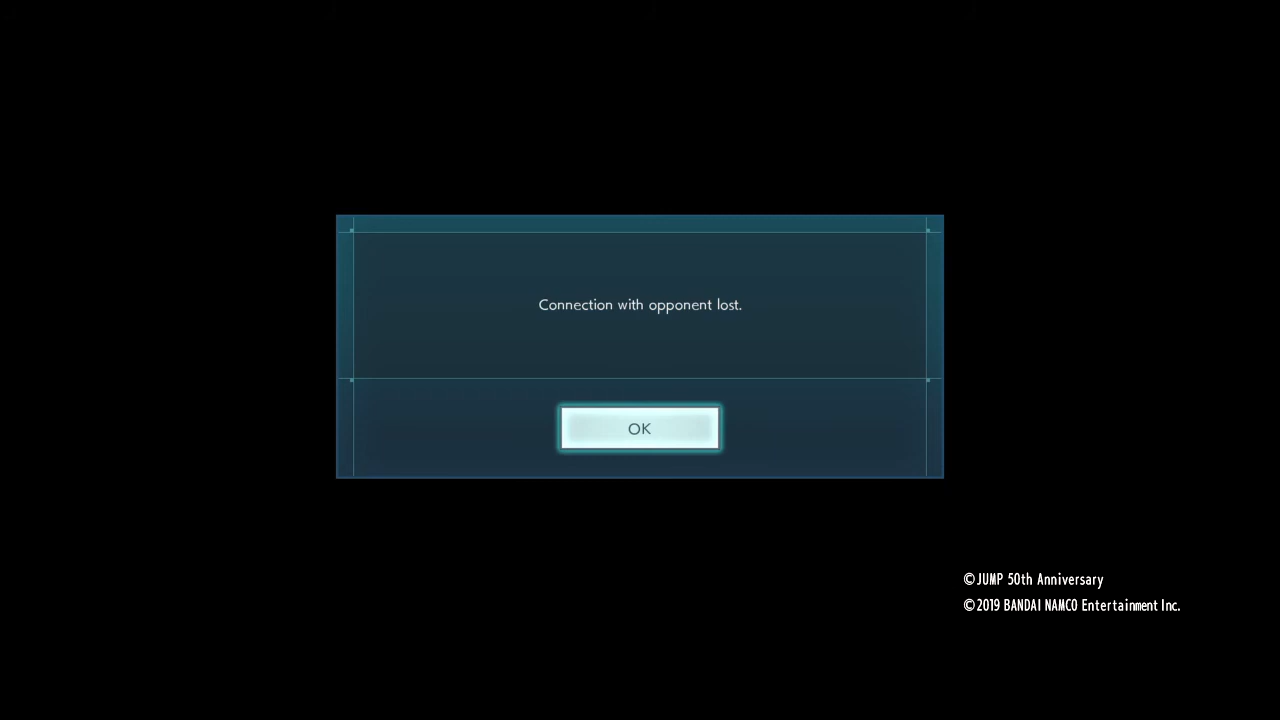 Connection with opponent lost.
OK
©JUMP 50th Anniversary
©2019 BANDAI NAMCO Entertainment Inc.